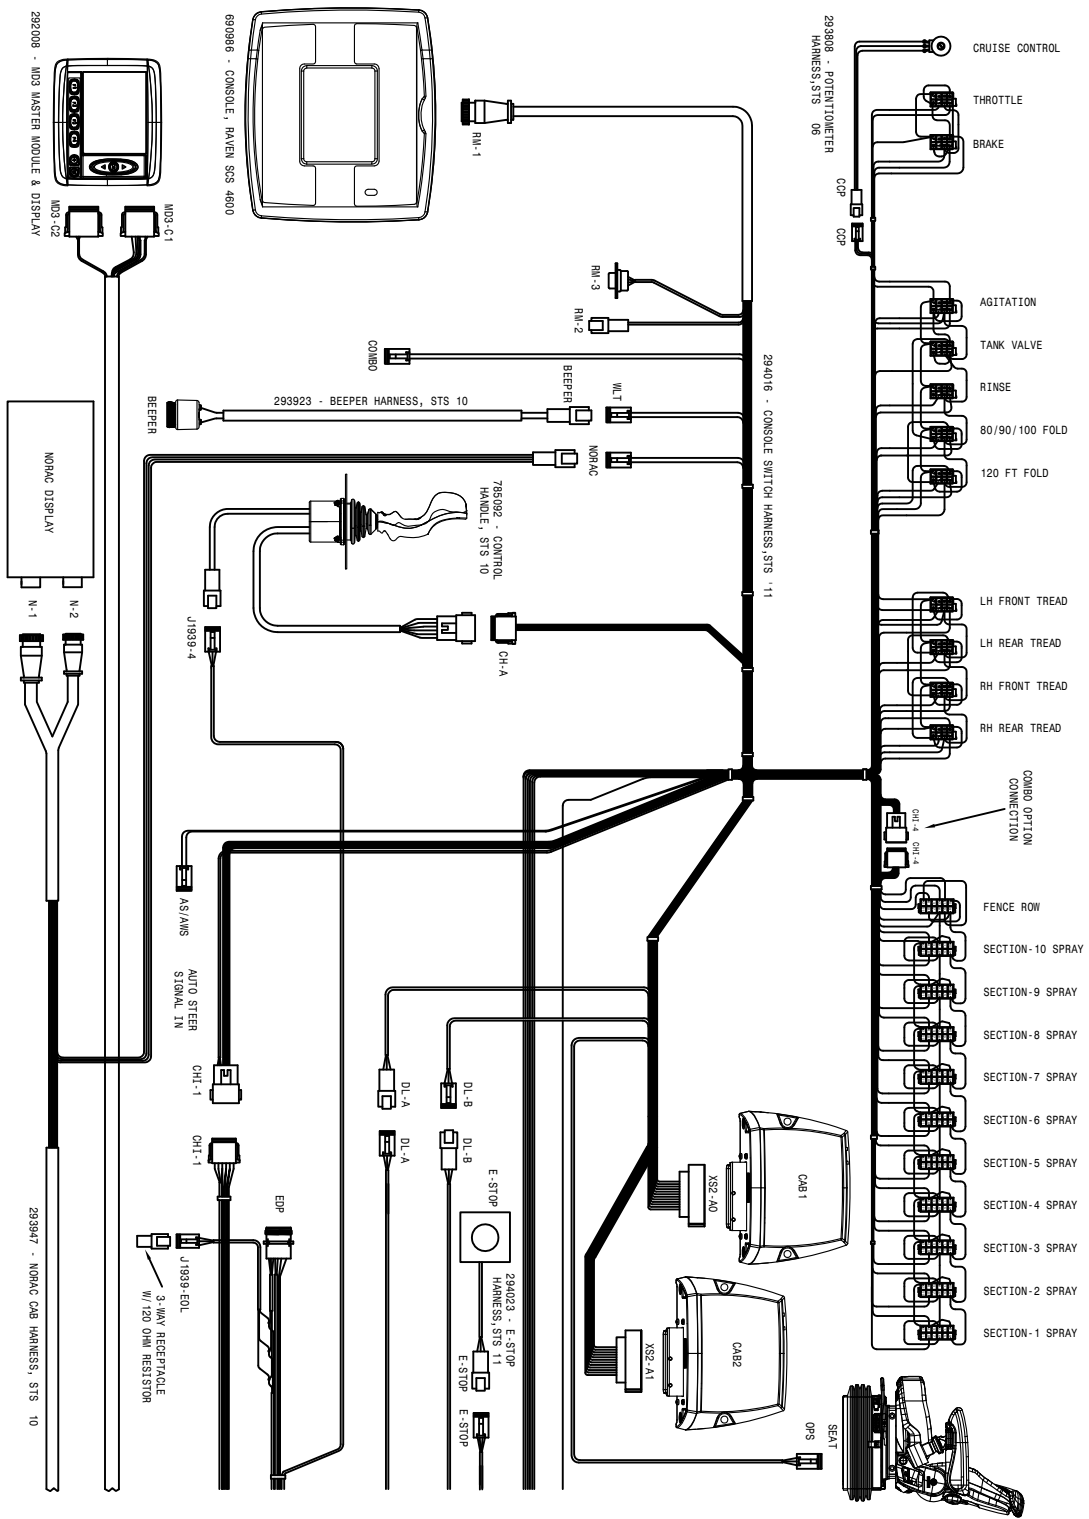 292008 - MD3 MASTER MODULE & DISPLAY
MD3-C2
MD3-C1
690986 - CONSOLE, RAVEN SCS 4600
RM-1
293808 - POTENTIOMETER
HARNESS,STS 06
CRUISE CONTROL
THROTTLE
BRAKE
CCP
CCP
RM-3
RM-2
COMBO
AGITATION
TANK VALVE
RINSE
80/90/100 FOLD
120 FT FOLD
BEEPER
293923 - BEEPER HARNESS, STS 10
BEEPER
WLT
NORAC
294016 - CONSOLE SWITCH HARNESS,STS '11
NORAC DISPLAY
N-1
N-2
785092 - CONTROL
HANDLE, STS 10
J1939-4
CH-A
LH FRONT TREAD
LH REAR TREAD
RH FRONT TREAD
RH REAR TREAD
COMBO OPTION
CONNECTION
CHI-4
CHI-4
AS/AWS
AUTO STEER
SIGNAL IN
FENCE ROW
SECTION-10 SPRAY
SECTION-9 SPRAY
SECTION-8 SPRAY
SECTION-7 SPRAY
SECTION-6 SPRAY
SECTION-5 SPRAY
SECTION-4 SPRAY
SECTION-3 SPRAY
SECTION-2 SPRAY
SECTION-1 SPRAY
CHI-1
CHI-1
DL-A
DL-A
DL-B
DL-B
CAB1
XS2-A0
CAB2
XS2-A1
E-STOP
294023 - E-STOP
HARNESS,STS 11
E-STOP
E-STOP
EDP
J1939-EOL
3-WAY RECEPTACLE
W/120 OHM RESISTOR
293947 - NORAC CAB HARNESS, STS 10
OPS
SEAT